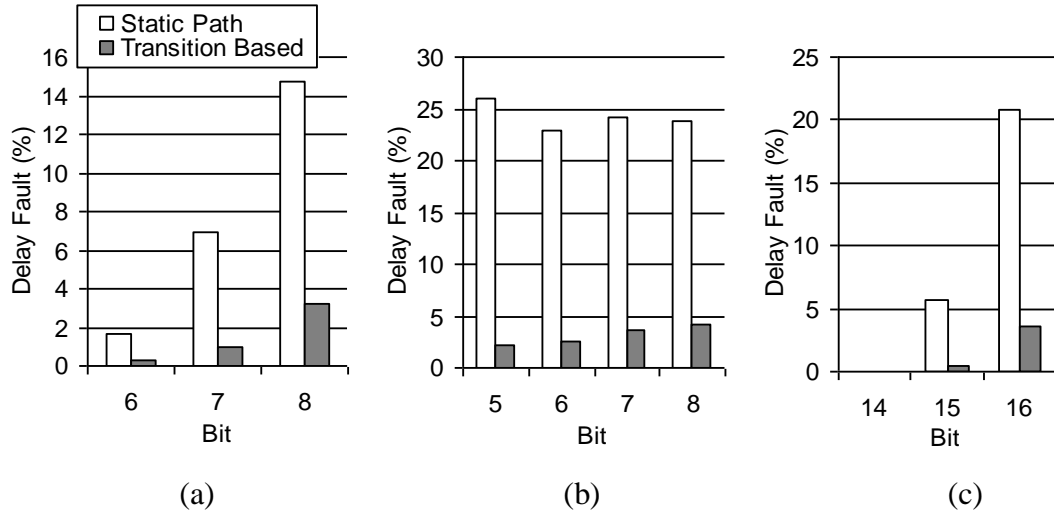 Static Path
Transition Based
16
14
12
10
8
6
4
2
0
Delay Fault (%)
6 7 8
Bit
(a)
30
25
20
15
10
5
0
Delay Fault (%)
5 6 7 8
Bit
(b)
25
20
15
10
5
0
Delay Fault (%)
14 15 16
Bit
(c)